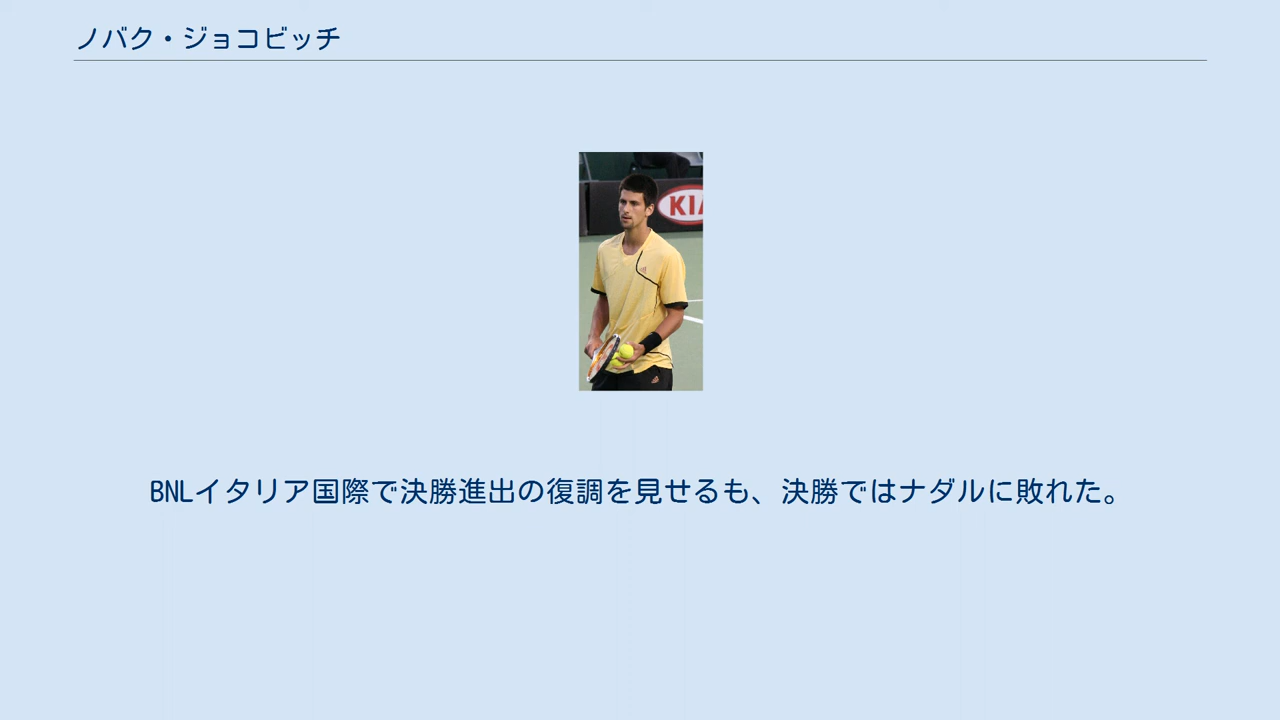 ノバク・ジョコビッチ
KIA
BNLイタリア国際で決勝進出の復調を見せるも、決勝ではナダルに敗れた。